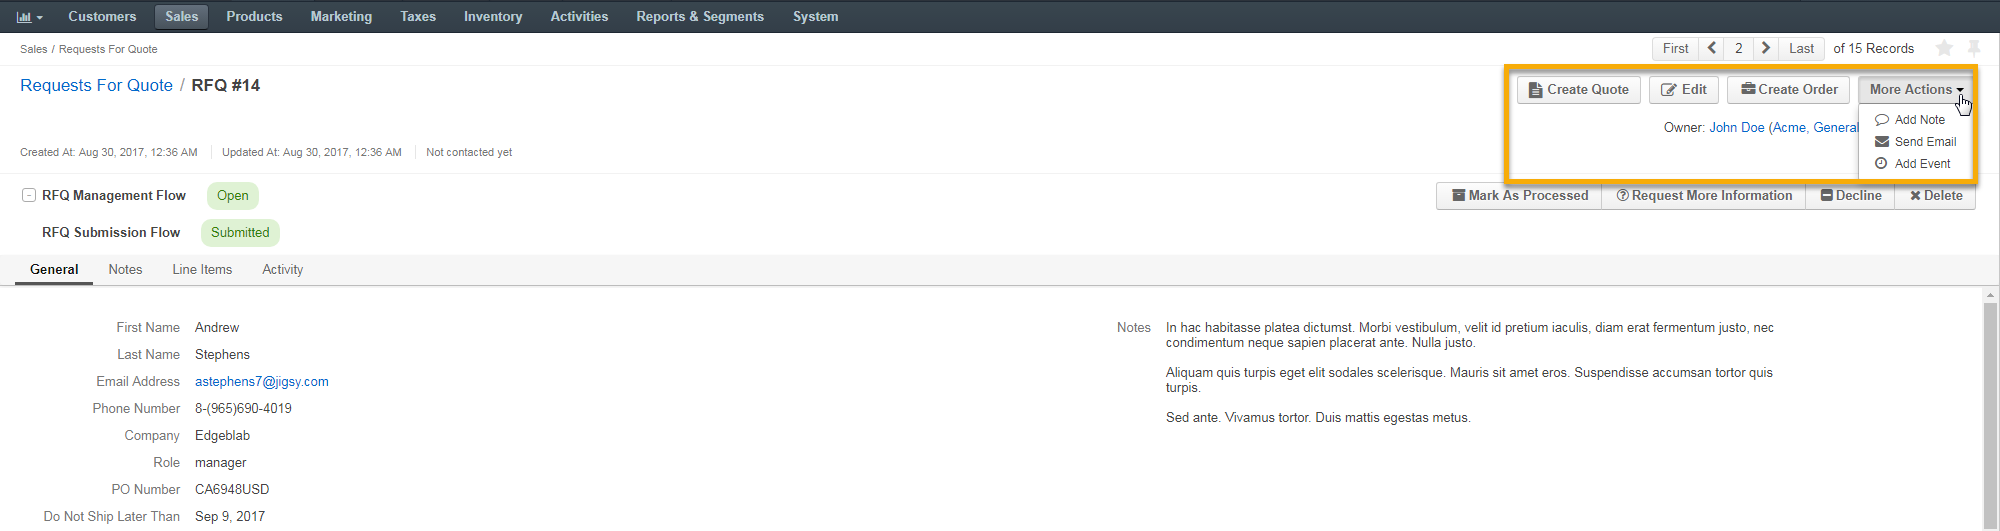 Customers Sales Products Marketing Taxes Inventory Activities Reports & Segments System
Sales / Requests For Quote
First 2 Last of 15 Records
Requests For Quote / RFQ #14
Create Quote Edit Create Order More Actions
Owner: John Doe (Acme, General
Add Note
Send Email
Add Event
Created At: Aug 30, 2017, 12:36 AM Updated At: Aug 30, 2017, 12:36 AM Not contacted yet
RFQ Management Flow Open
Mark As Processed Request More Information Decline Delete
RFQ Submission Flow Submitted
General Notes Line Items Activity
First Name Andrew
Last Name Stephens
Email Address astephens7@jigsy.com
Phone Number 8-(965)690-4019
Company Edgeblab
Role manager
PO Number CA6948USD
Do Not Ship Later Than Sep 9, 2017
Notes In hac habitasse platea dictumst. Morbi vestibulum, velit id pretium iaculis, diam erat fermentum justo, nec
condimentum neque sapien placerat ante. Nulla justo.
Aliquam quis turpis eget elit sodales scelerisque. Mauris sit amet eros. Suspendisse accumsan tortor quis
turpis.
Sed ante. Vivamus tortor. Duis mattis egestas metus.